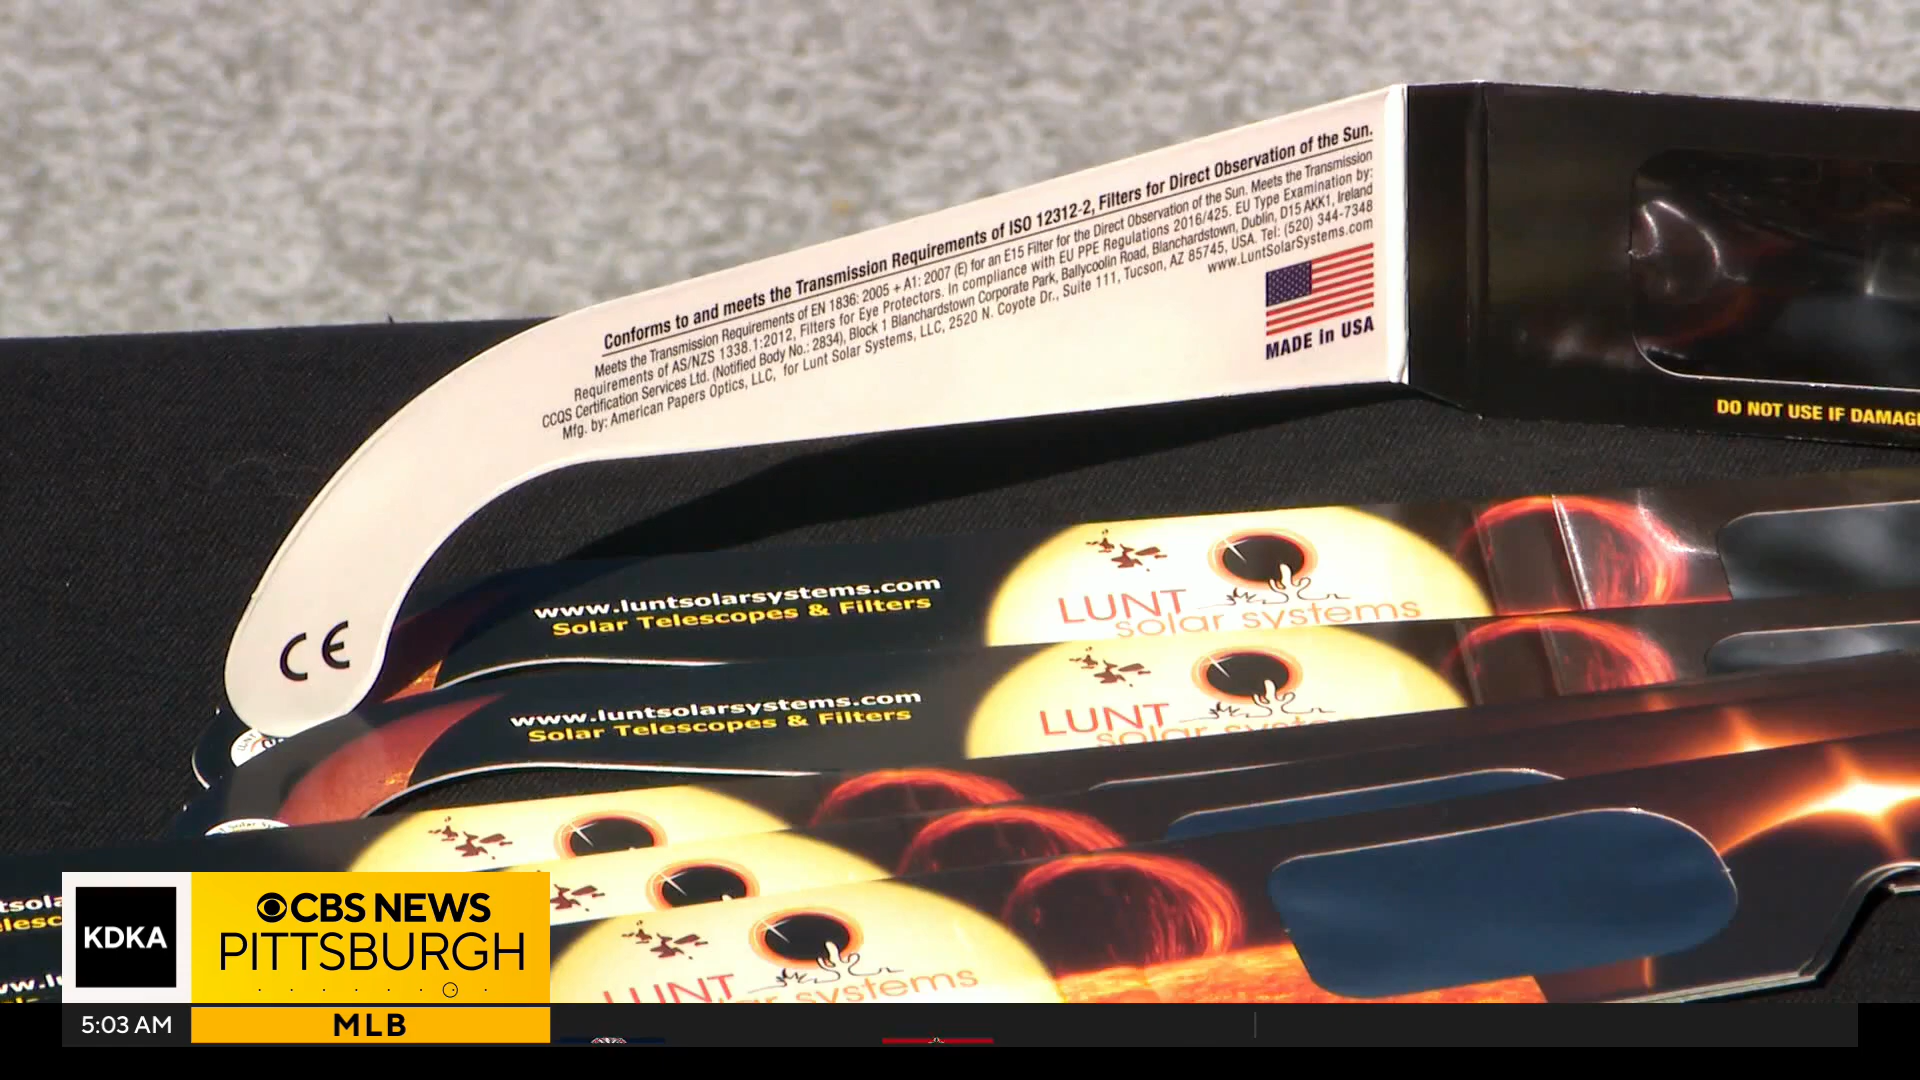 Conforms to and meets the Transmission Requirements of ISO 12312-2, Filters for Direct Observation of the Sun.
Meets the Transmission Requirements of EN 1836: 2005 + A1: 2007 (E) for an E15 Filter for the Direct Observation of the Sun. Meets the Transmission
Requirements of AS/NZS 1338.1:2012, Filters for Eye Protectors. In compliance with EU PPE Regulations 2016/425. EU Type Examination by:
CCQS Certification Services Ltd. (Notified Body No.: 2834), Block 1 Blanchardstown Corporate Park, Ballycoolin Road, Blanchardstown, Dublin, D15 AKK1, Ireland
Mfg. by: American Papers Optics, LLC, for Lunt Solar Systems, LLC, 2520 N. Coyote Dr., Suite 111, Tucson, AZ 85745, USA. Tel: (520) 344-7348
www.LuntSolarSystems.com
MADE in USA
DO NOT USE IF DAMAG
CE
www.luntsolarsystems.com
Solar Telescopes & Filters
LUNT
solar systems
www.luntsolarsystems.com
Solar Telescopes & Filters
LUNT
solar syste
LUNT
ar systems
KDKA
CBS NEWS
PITTSBURGH
5:03 AM
MLB